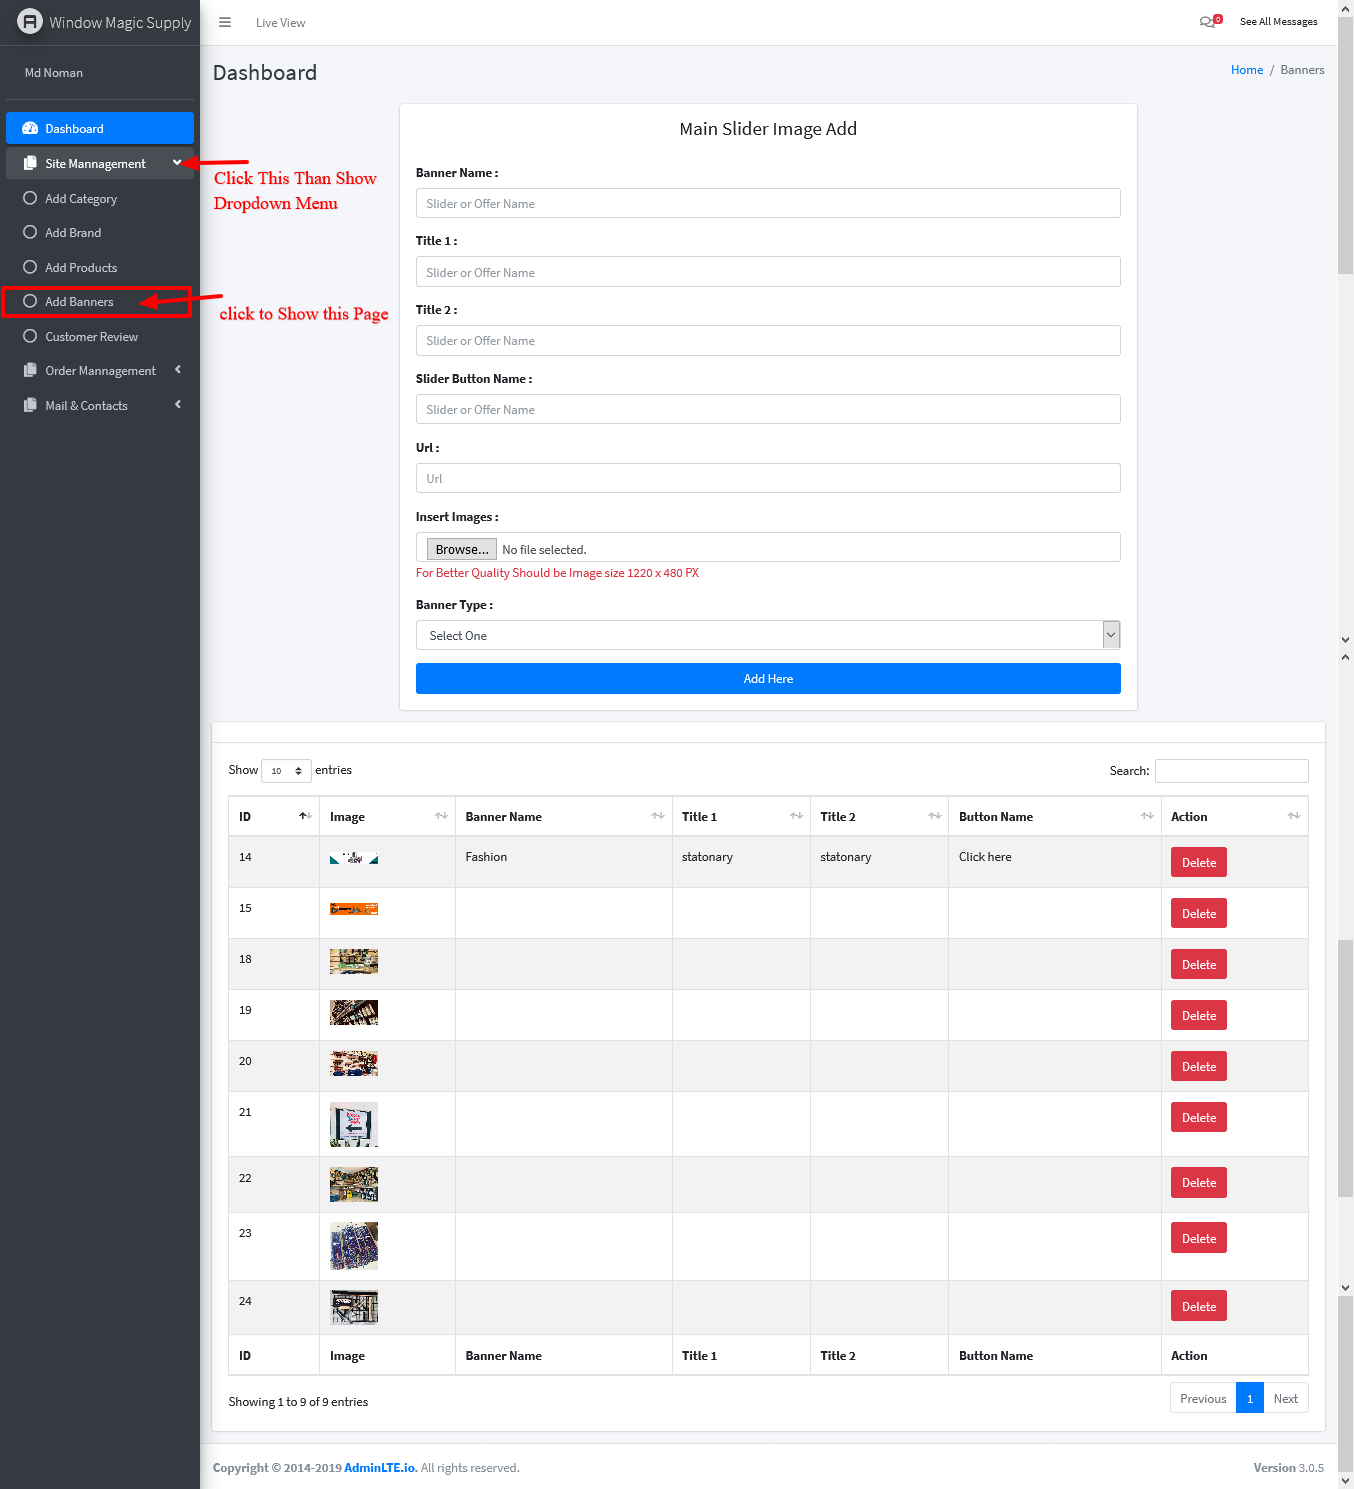 Window Magic Supply
Live View
0
See All Messages
Md Noman
Dashboard
Home / Banners
Dashboard
Site Mannagement
Click This Than Show
Dropdown Menu
Add Category
Add Brand
Add Products
Add Banners
click to Show this Page
Customer Review
Order Mannagement
Mail & Contacts
Main Slider Image Add
Banner Name :
Slider or Offer Name
Title 1 :
Slider or Offer Name
Title 2 :
Slider or Offer Name
Slider Button Name :
Slider or Offer Name
Url :
Url
Insert Images :
Browse... No file selected.
For Better Quality Should be Image size 1220 x 480 PX
Banner Type :
Select One
Add Here
Show 10 entries
Search:
ID Image Banner Name Title 1 Title 2 Button Name Action
14 Fashion statonary statonary Click here Delete
15 Delete
18 Delete
19 Delete
20 Delete
21 Delete
22 Delete
23 Delete
24 Delete
ID Image Banner Name Title 1 Title 2 Button Name Action
Showing 1 to 9 of 9 entries
Previous 1 Next
Copyright © 2014-2019 AdminLTE.io. All rights reserved.
Version 3.0.5